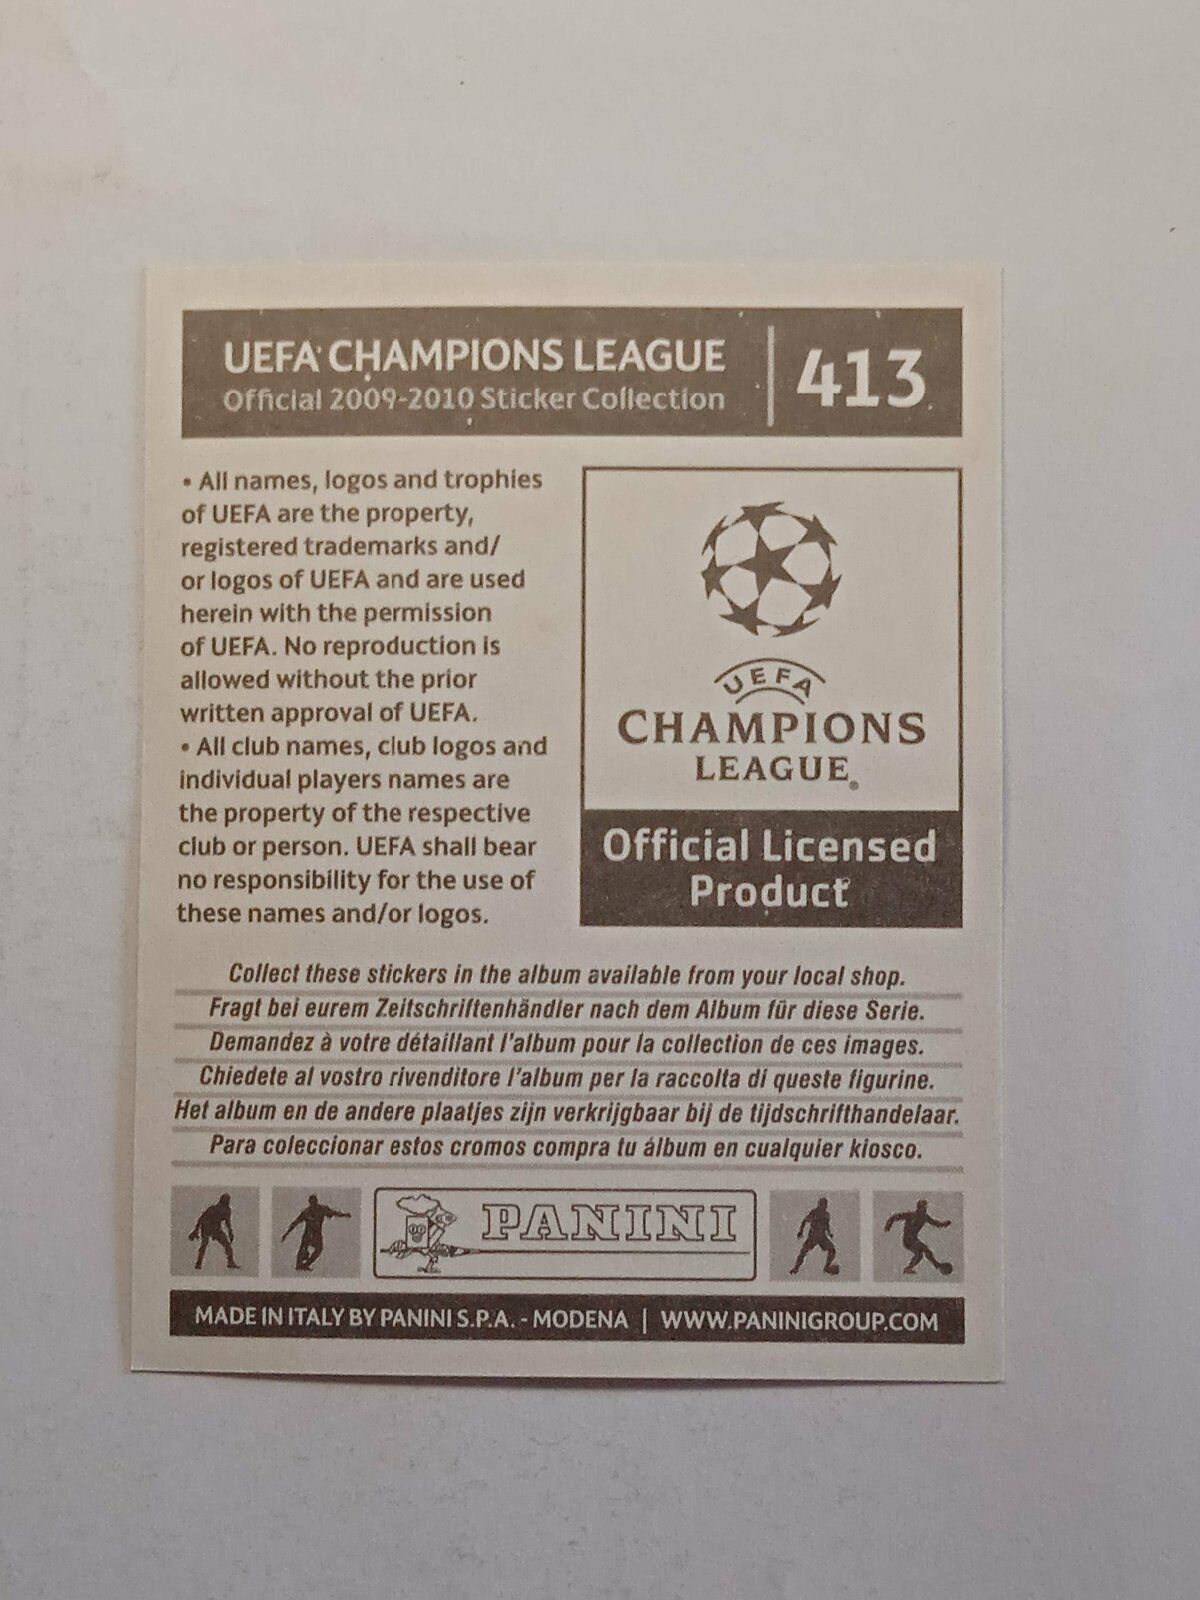 UEFA CHAMPIONS LEAGUE
Official 2009-2010 Sticker Collection
413
• All names, logos and trophies
of UEFA are the property,
registered trademarks and/
or logos of UEFA and are used
herein with the permission
of UEFA. No reproduction is
allowed without the prior
written approval of UEFA.
• All club names, club logos and
individual players names are
the property of the respective
club or person. UEFA shall bear
no responsibility for the use of
these names and/or logos.
UEFA
CHAMPIONS
LEAGUE®
Official Licensed
Product
Collect these stickers in the album available from your local shop.
Fragt bei eurem Zeitschriftenhändler nach dem Album für diese Serie.
Demandez à votre détaillant l'album pour la collection de ces images.
Chiedete al vostro rivenditore l'album per la raccolta di queste figurine.
Het album en de andere plaatjes zijn verkrijgbaar bij de tijdschrifthandelaar.
Para coleccionar estos cromos compra tu álbum en cualquier kiosco.
PANINI
MADE IN ITALY BY PANINI S.P.A. - MODENA | WWW.PANINIGROUP.COM